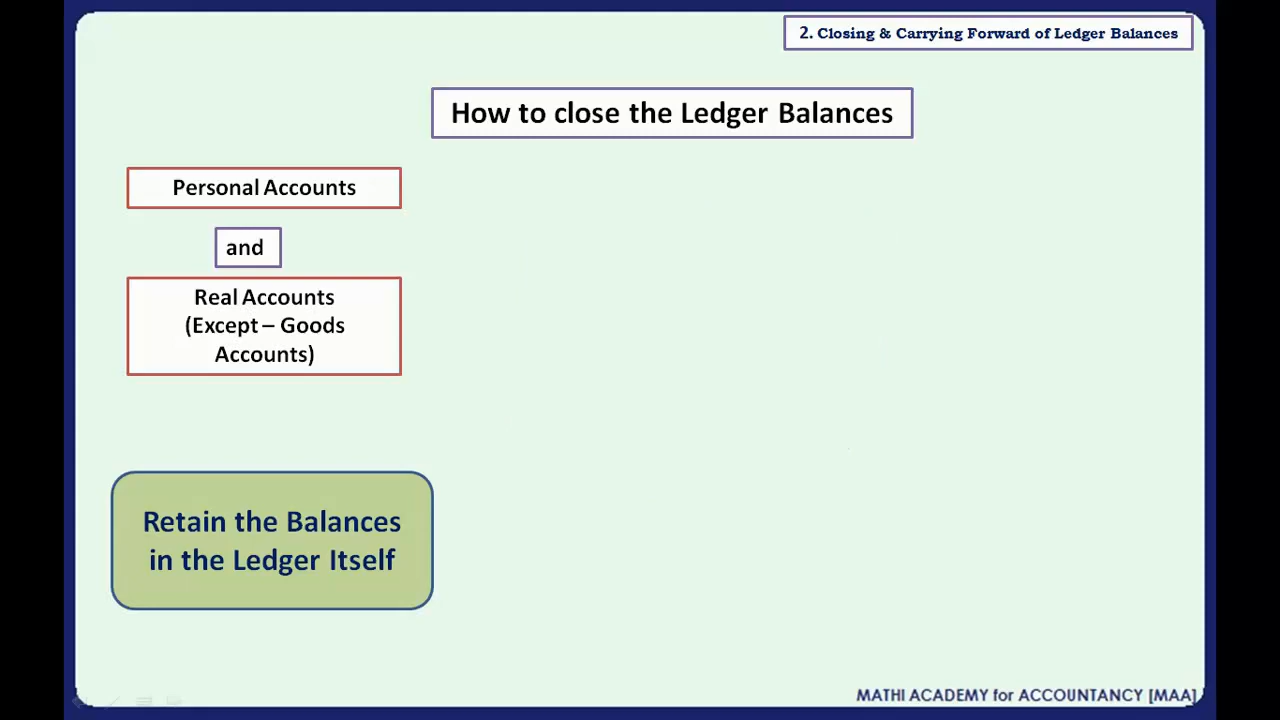 2. Closing & Carrying Forward of Ledger Balances
How to close the Ledger Balances
Personal Accounts
and
Real Accounts
(Except – Goods
Accounts)
Retain the Balances
in the Ledger Itself
MATHI ACADEMY for ACCOUNTANCY [MAA]